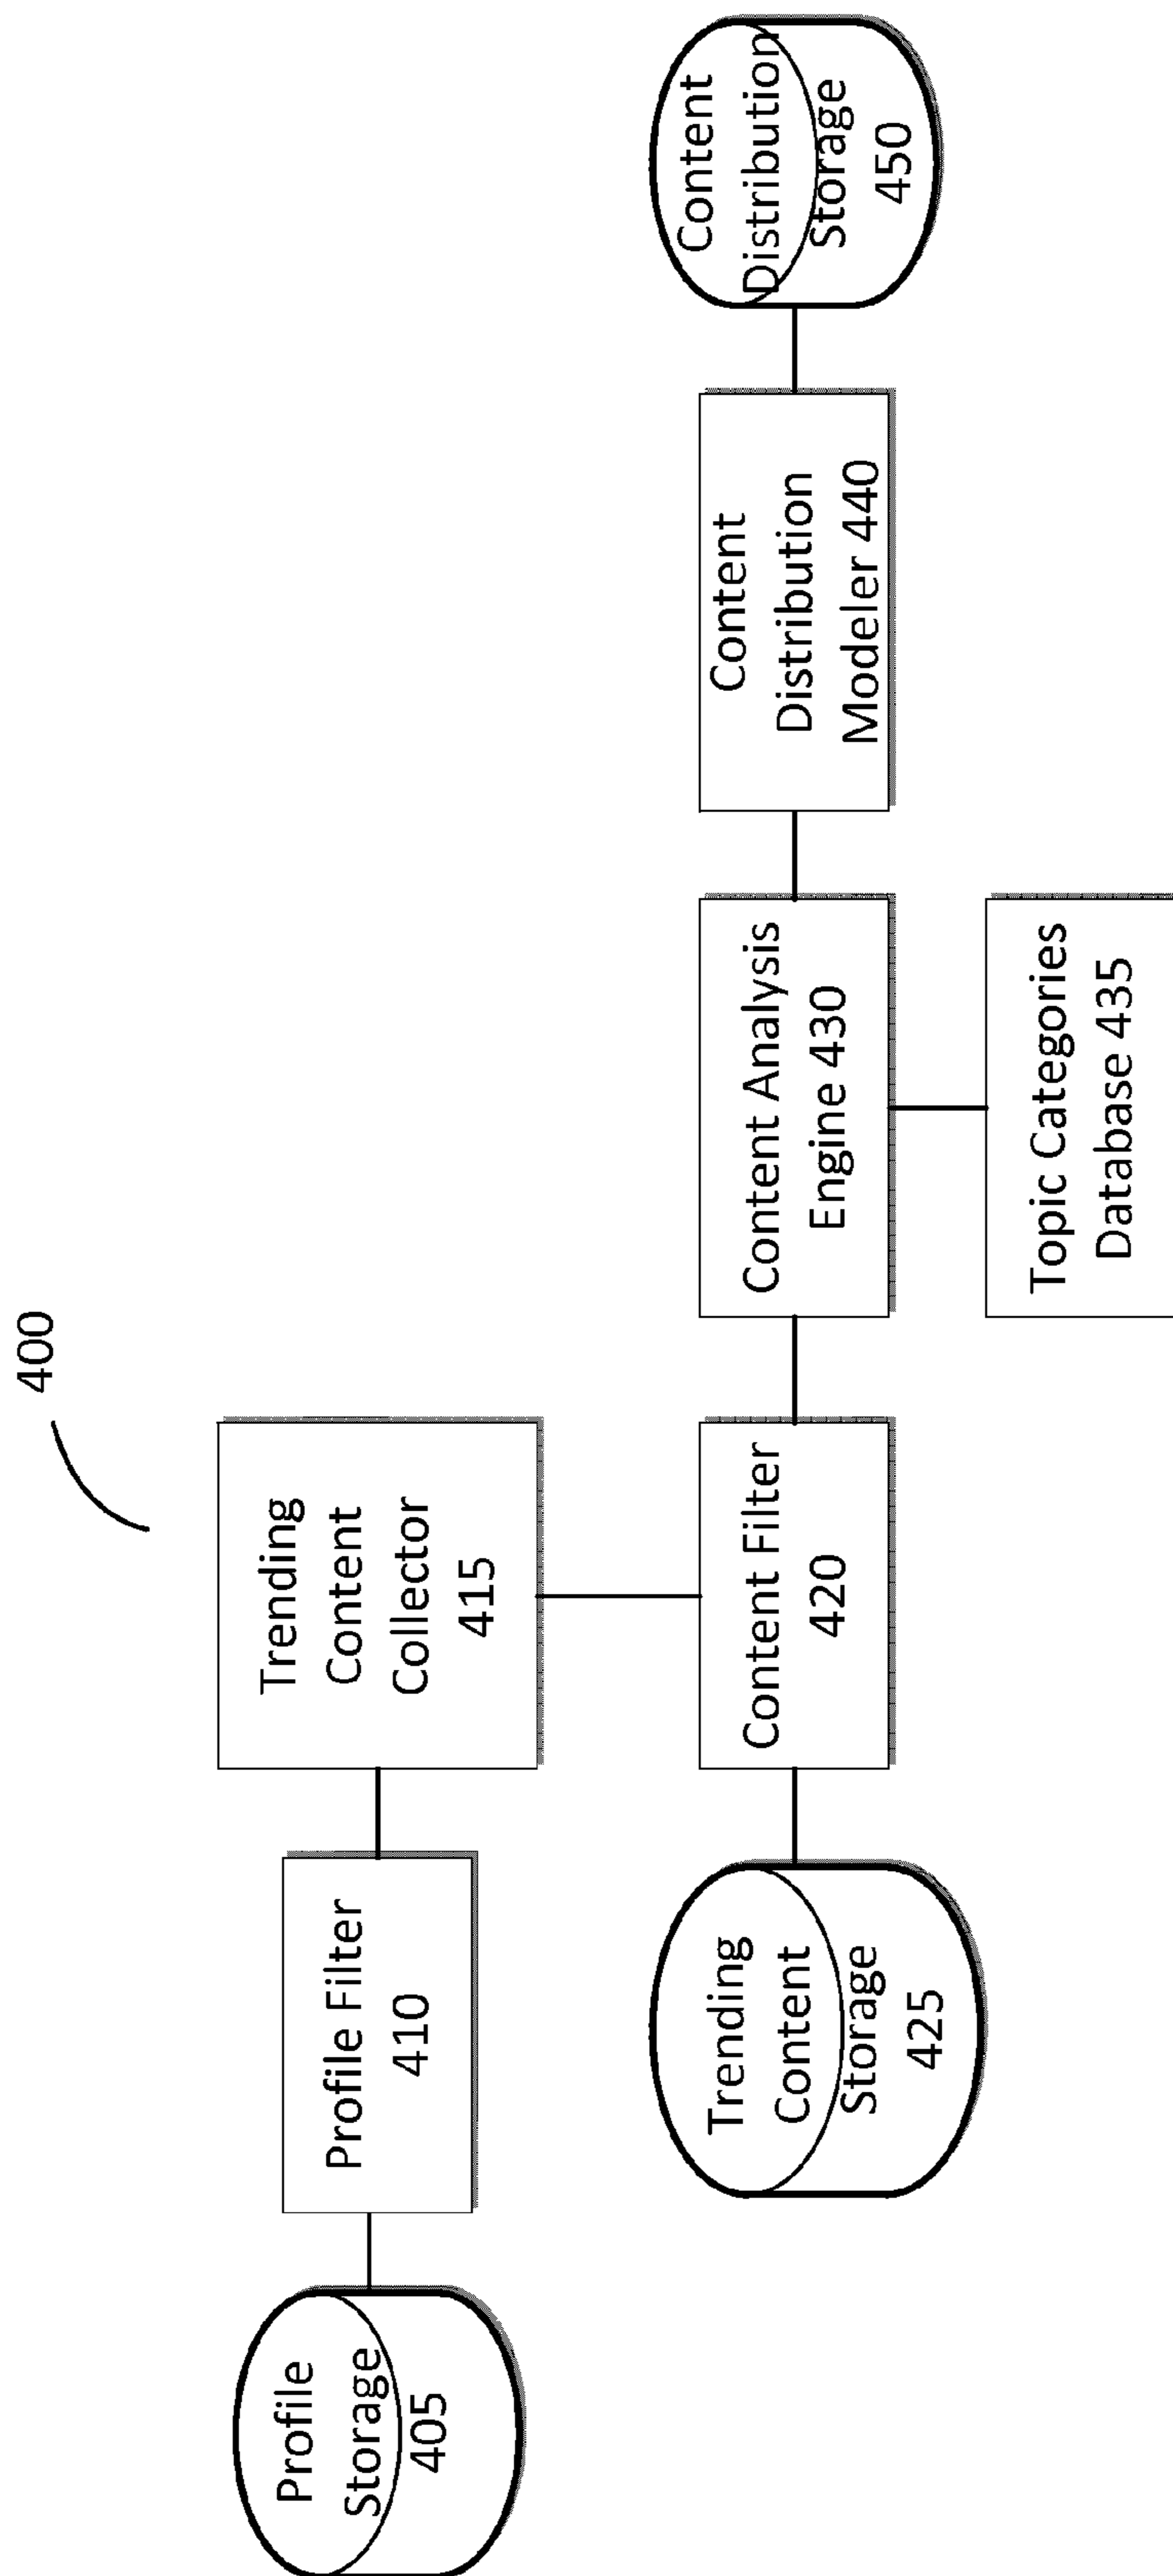 400
Profile
Storage
405
Profile Filter
410
Trending
Content
Collector
415
Trending
Content
Storage
425
Content Filter
420
Content Analysis
Engine 430
Content
Distribution
Modeler 440
Content
Distribution
Storage
450
Topic Categories
Database 435